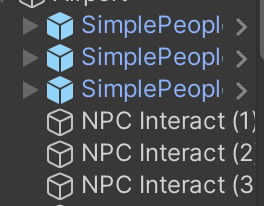 SimplePeopl
SimplePeopl
SimplePeopl
NPC Interact (1)
NPC Interact (2
NPC Interact (3